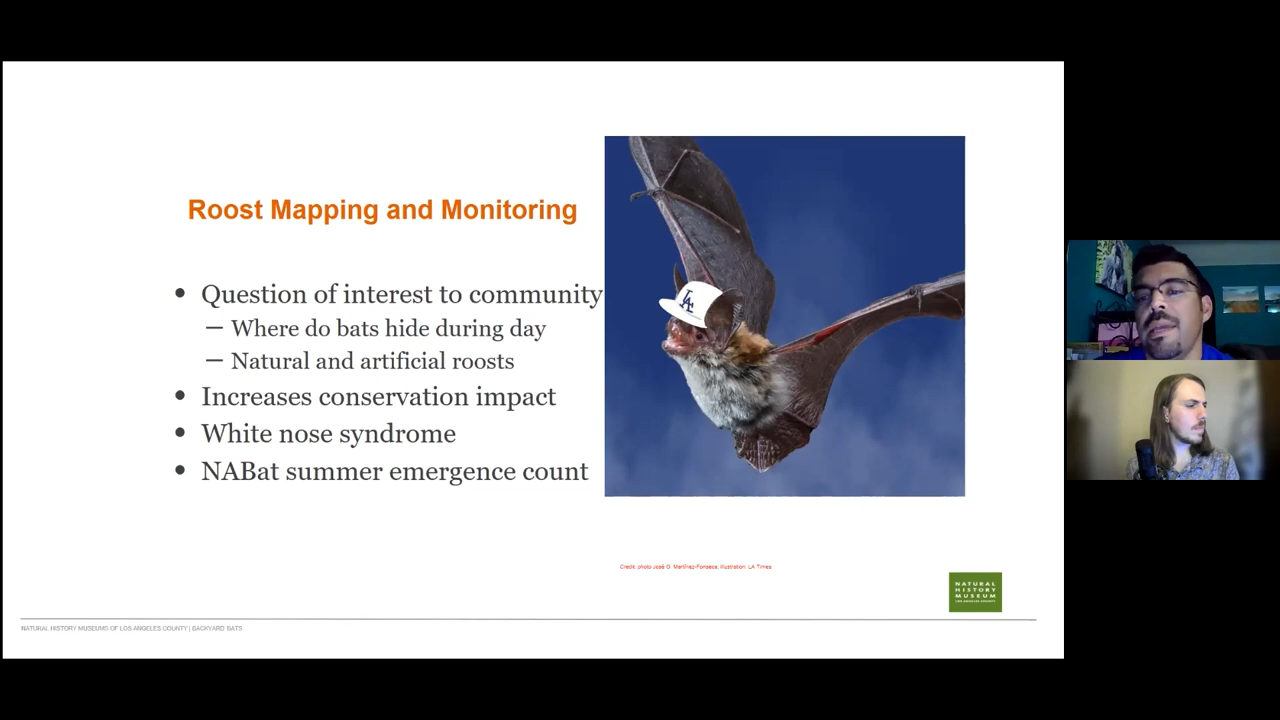 Roost Mapping and Monitoring
• Question of interest to community
– Where do bats hide during day
– Natural and artificial roosts
• Increases conservation impact
• White nose syndrome
• NABat summer emergence count
LA
Credit: photo José G. Martínez-Fonseca; illustration: LA Times
NATURAL
HISTORY
MUSEUM
LOS ANGELES COUNTY
NATURAL HISTORY MUSEUMS OF LOS ANGELES COUNTY | BACKYARD BATS